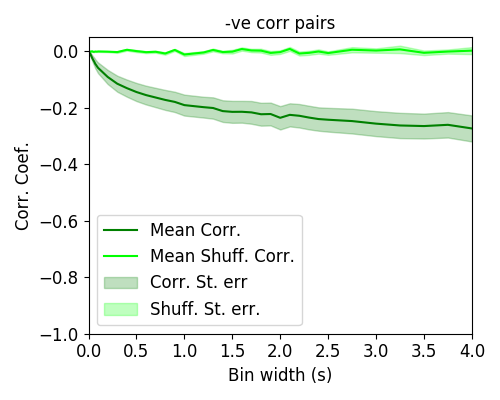 -ve corr pairs
Corr. Coef.
0.0
−0.2
−0.4
−0.6
−0.8
−1.0
Mean Corr.
Mean Shuff. Corr.
Corr. St. err
Shuff. St. err.
0.0 0.5 1.0 1.5 2.0 2.5 3.0 3.5 4.0
Bin width (s)